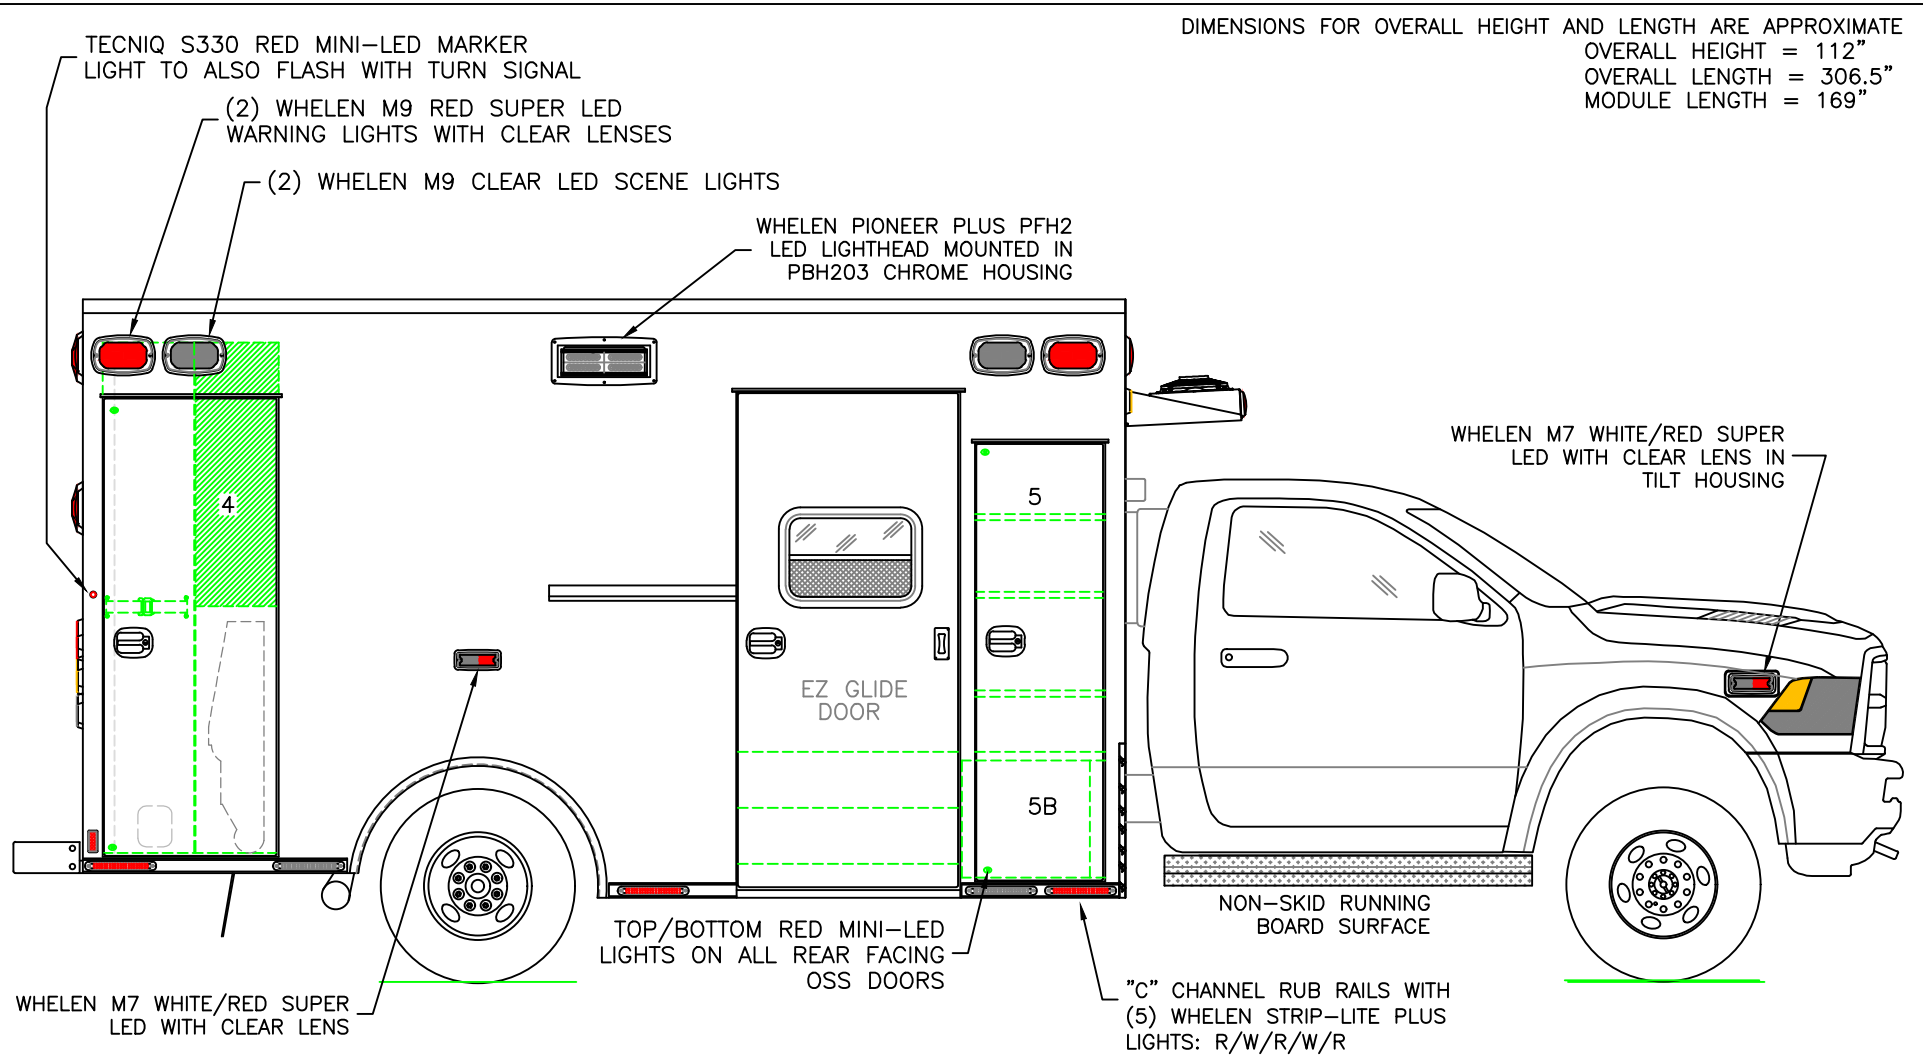 DIMENSIONS FOR OVERALL HEIGHT AND LENGTH ARE APPROXIMATE
OVERALL HEIGHT = 112"
OVERALL LENGTH = 306.5"
MODULE LENGTH = 169"
TECNIQ S330 RED MINI-LED MARKER
LIGHT TO ALSO FLASH WITH TURN SIGNAL
(2) WHELEN M9 RED SUPER LED
WARNING LIGHTS WITH CLEAR LENSES
(2) WHELEN M9 CLEAR LED SCENE LIGHTS
WHELEN PIONEER PLUS PFH2
LED LIGHTHEAD MOUNTED IN
PBH203 CHROME HOUSING
WHELEN M7 WHITE/RED SUPER
LED WITH CLEAR LENS IN
TILT HOUSING
4
5
EZ GLIDE
DOOR
5B
NON-SKID RUNNING
BOARD SURFACE
TOP/BOTTOM RED MINI-LED
LIGHTS ON ALL REAR FACING
OSS DOORS
WHELEN M7 WHITE/RED SUPER
LED WITH CLEAR LENS
"C" CHANNEL RUB RAILS WITH
(5) WHELEN STRIP-LITE PLUS
LIGHTS: R/W/R/W/R